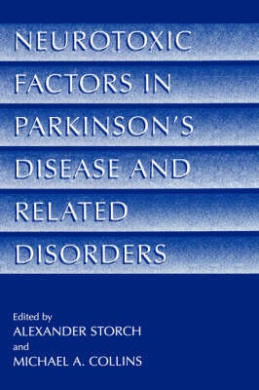 NEUROTOXIC
FACTORS IN
PARKINSON'S
DISEASE AND
RELATED
DISORDERS
Edited by
ALEXANDER STORCH
and
MICHAEL A. COLLINS